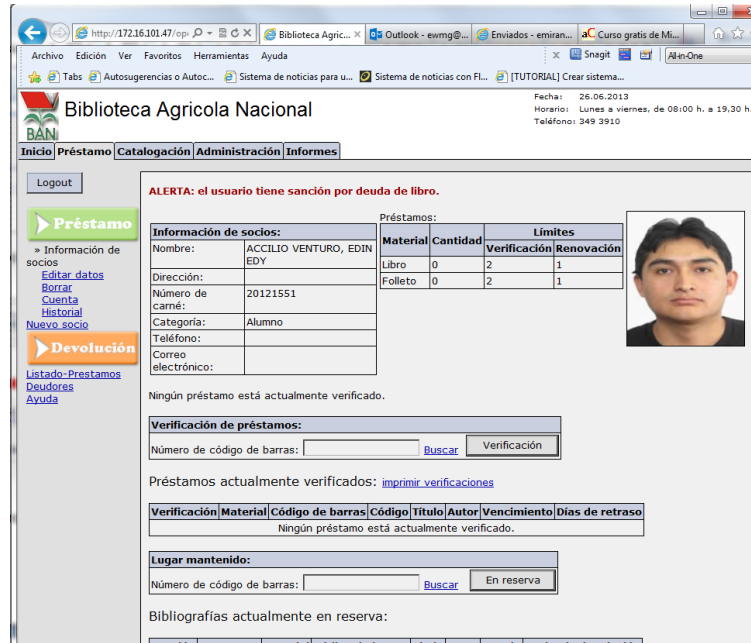 http://172.16.101.47/op
Biblioteca Agric...
Outlook - ewmg@...
Enviados - emiran...
aC Curso gratis de Mi...
Archivo Edición Ver Favoritos Herramientas Ayuda
x Snagit
All-in-One
Tabs
Autosugerencias o Autoc...
Sistema de noticias para u...
Sistema de noticias con Fl...
[TUTORIAL] Crear sistema...
BAN
Biblioteca Agricola Nacional
Fecha: 26.06.2013
Horario: Lunes a viernes, de 08:00 h. a 19,30 h.
Teléfono: 349 3910
Inicio Préstamo Catalogación Administración Informes
Logout
Préstamo
» Información de
socios
Editar datos
Borrar
Cuenta
Historial
Nuevo socio
Devolución
Listado-Prestamos
Deudores
Ayuda
ALERTA: el usuario tiene sanción por deuda de libro.
Información de socios:
Nombre: ACCILIO VENTURO, EDIN
EDY
Dirección:
Número de 20121551
carné:
Categoría: Alumno
Teléfono:
Correo
electrónico:
Préstamos:
Material Cantidad Límites
Verificación Renovación
Libro 0 2 1
Folleto 0 2 1
Ningún préstamo está actualmente verificado.
Verificación de préstamos:
Número de código de barras: Buscar Verificación
Préstamos actualmente verificados: imprimir verificaciones
Verificación Material Código de barras Código Título Autor Vencimiento Días de retraso
Ningún préstamo está actualmente verificado.
Lugar mantenido:
Número de código de barras: Buscar En reserva
Bibliografías actualmente en reserva: